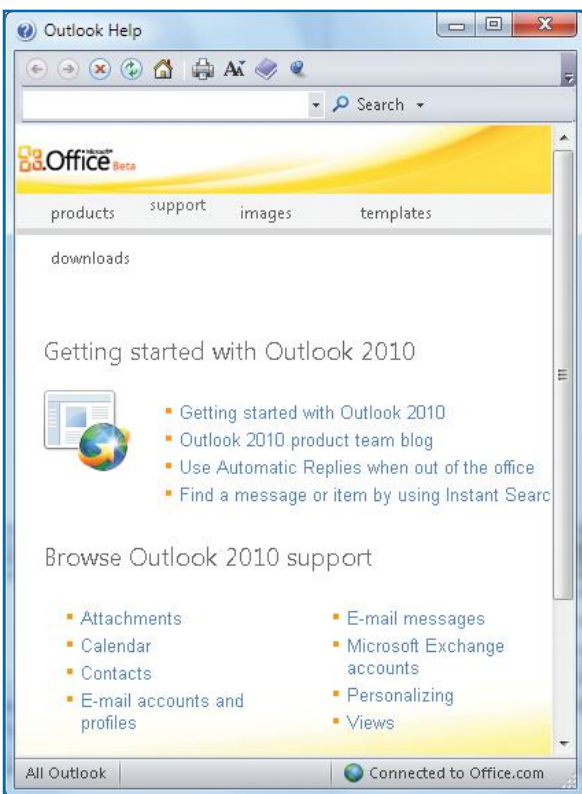 Outlook Help
Search
Microsoft
Office Beta
products support images templates
downloads
Getting started with Outlook 2010
Getting started with Outlook 2010
Outlook 2010 product team blog
Use Automatic Replies when out of the office
Find a message or item by using Instant Searc
Browse Outlook 2010 support
Attachments
Calendar
Contacts
E-mail accounts and
profiles
E-mail messages
Microsoft Exchange
accounts
Personalizing
Views
All Outlook
Connected to Office.com